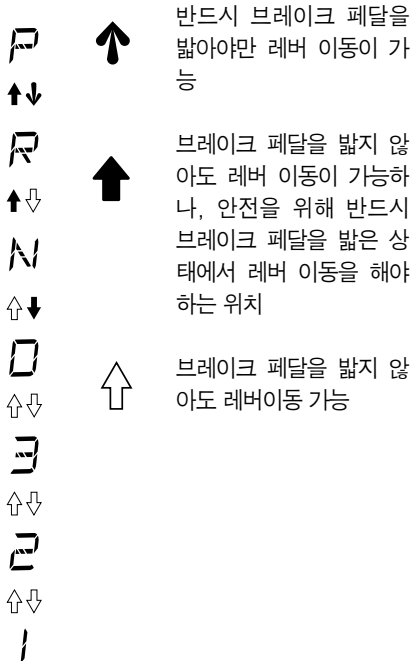 P
R
N
D
3
2
1
반드시 브레이크 페달을
밟아야만 레버 이동이 가
능
브레이크 페달을 밟지 않
아도 레버 이동이 가능하
나, 안전을 위해 반드시
브레이크 페달을 밟은 상
태에서 레버 이동을 해야
하는 위치
브레이크 페달을 밟지 않
아도 레버이동 가능